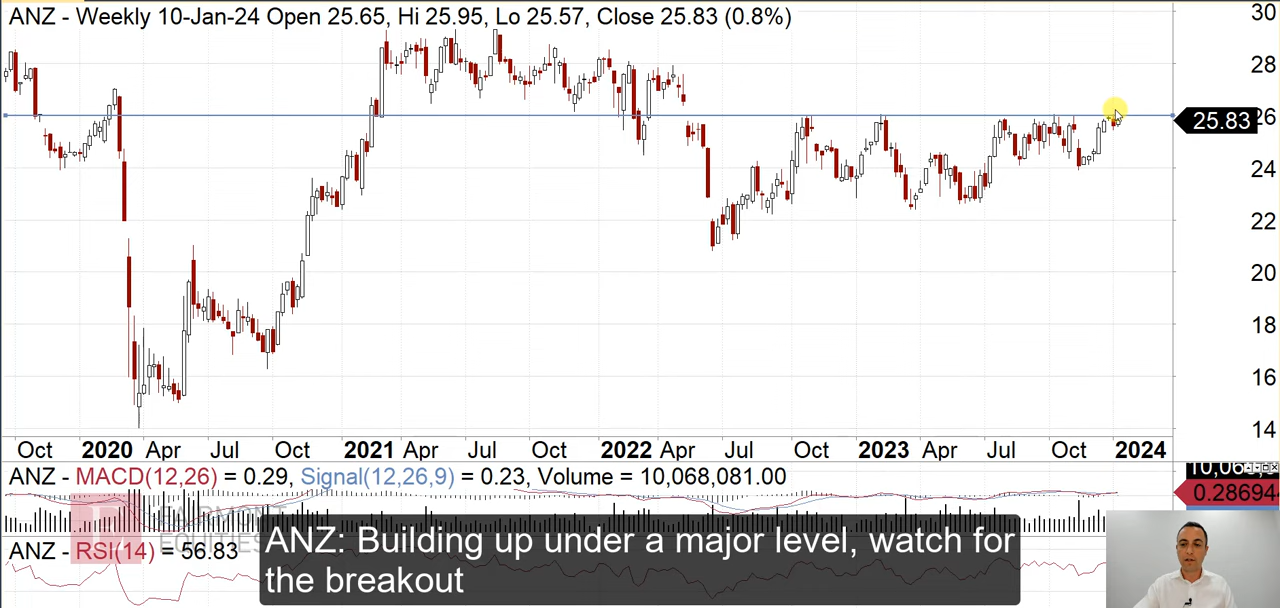 ANZ - Weekly 10-Jan-24 Open 25.65, Hi 25.95, Lo 25.57, Close 25.83 (0.8%)
30
28
26
25.83
24
22
20
18
16
14
Oct 2020 Apr Jul Oct 2021 Apr Jul Oct 2022 Apr Jul Oct 2023 Apr Jul Oct 2024
ANZ - MACD(12,26) = 0.29, Signal(12,26,9) = 0.23, Volume = 10,068,081.00
0.286944
EQUITIES
ANZ - RSI(14) = 56.83
ANZ: Building up under a major level, watch for
the breakout